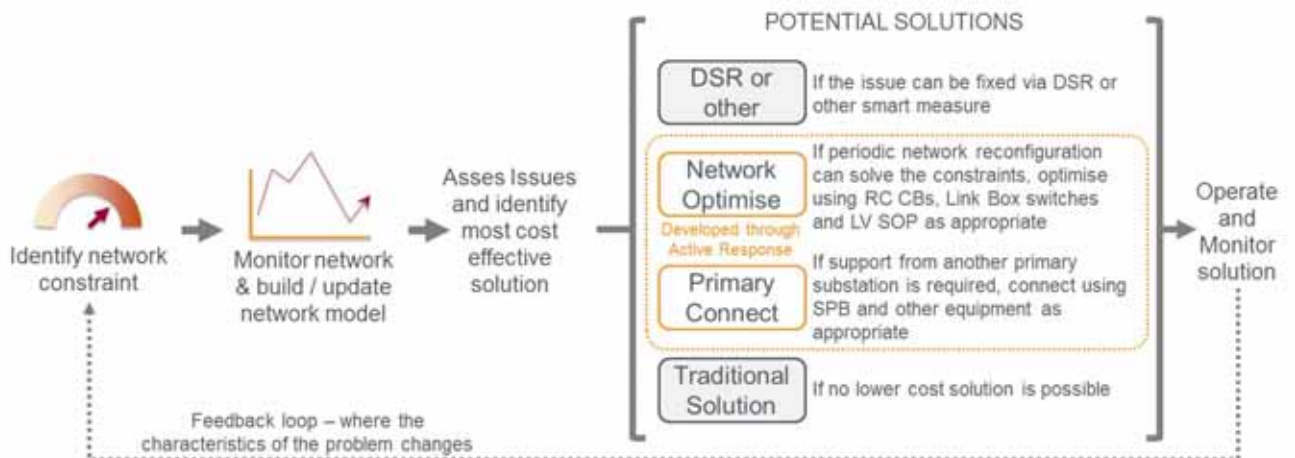 Identify network
constraint
Monitor network
& build / update
network model
Asses Issues
and identify
most cost
effective
solution
POTENTIAL SOLUTIONS
DSR or
other
If the issue can be fixed via DSR or
other smart measure
Network
Optimise
If periodic network reconfiguration
can solve the constraints, optimise
using RC CBs, Link Box switches
and LV SOP as appropriate
Developed through
Active Response
Primary
Connect
If support from another primary
substation is required, connect using
SPB and other equipment as
appropriate
Traditional
Solution
If no lower cost solution is possible
Operate
and
Monitor
solution
Feedback loop – where the
characteristics of the problem changes